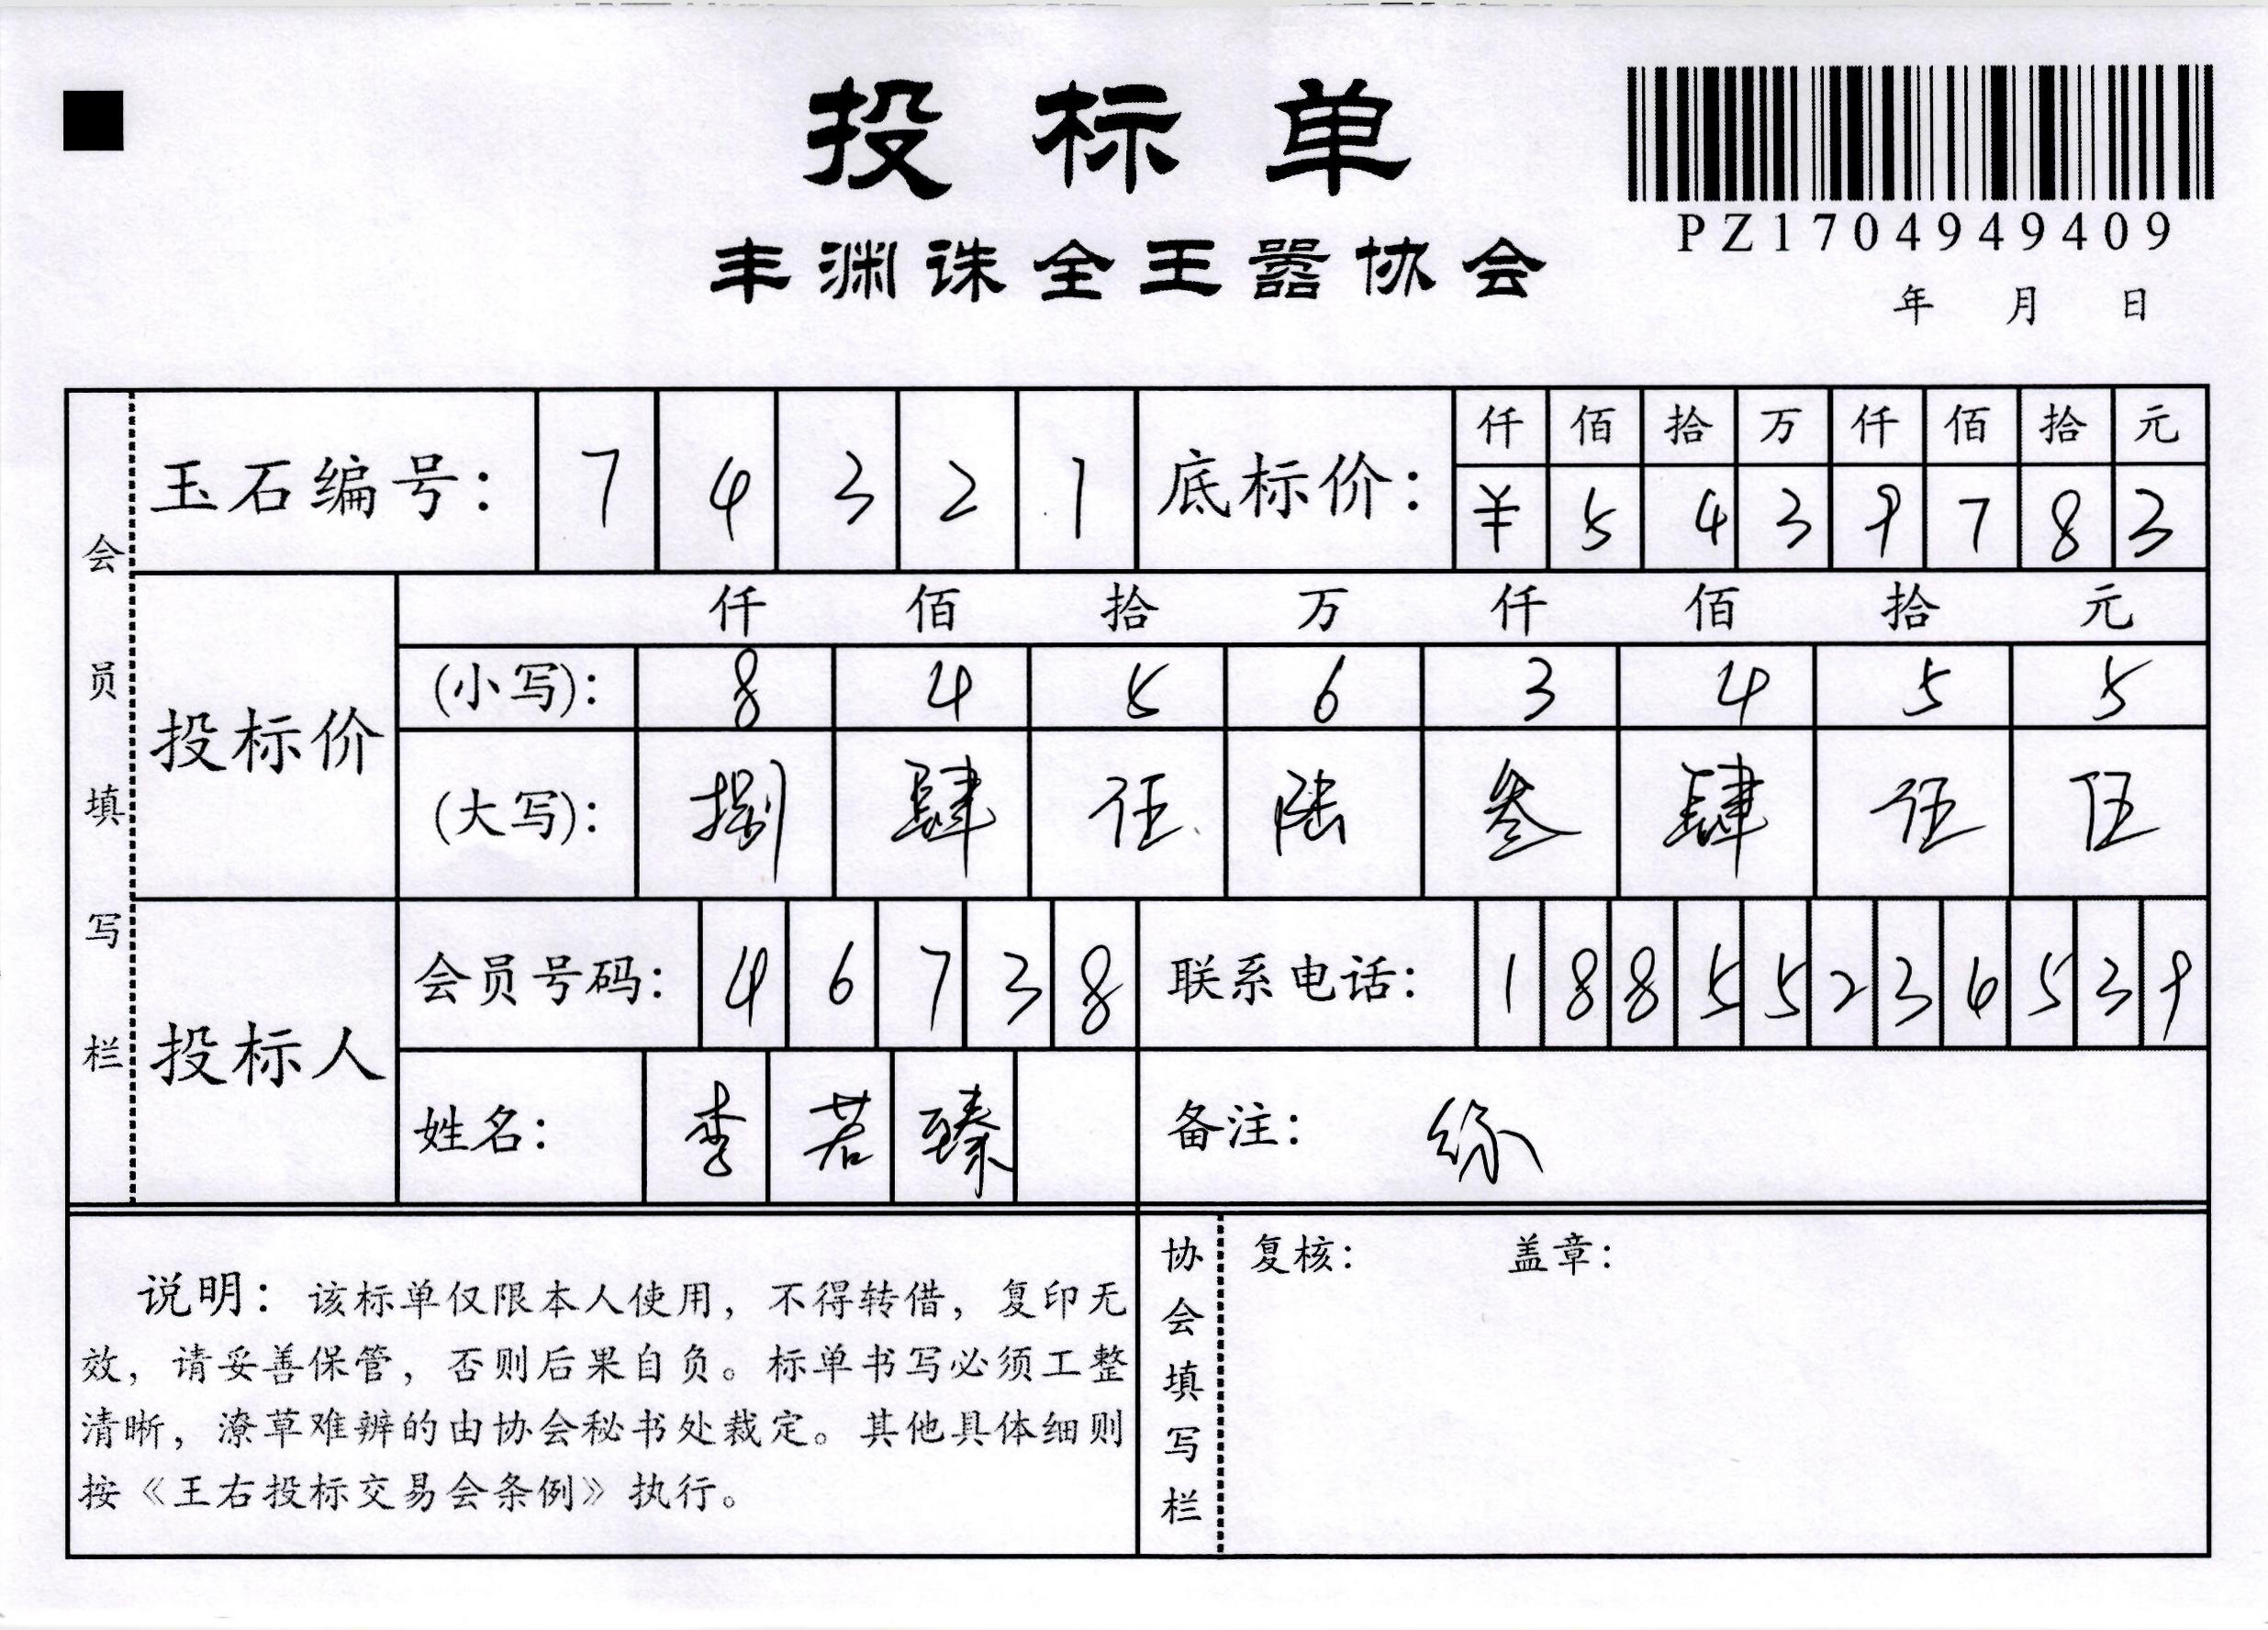 投标单
丰渊诛全王嚣协会
PZ1704949409
年 月 日
会员填写栏
玉石编号: 7 4 3 2 1
底标价: 仟 佰 拾 万 仟 佰 拾 元
¥ 5 4 3 9 7 8 3
投标价
仟 佰 拾 万 仟 佰 拾 元
(小写): 8 4 5 6 3 4 5 5
(大写): 捌 肆 伍 陆 叁 肆 伍 伍
投标人
会员号码: 4 6 7 3 8
联系电话: 1 8 8 5 5 2 3 6 5 3 9
姓名: 李 若 臻
备注:
说明: 该标单仅限本人使用, 不得转借, 复印无
效, 请妥善保管, 否则后果自负。标单书写必须工整
清晰, 潦草难辨的由协会秘书处裁定。其他具体细则
按《王右投标交易会条例》执行。
协会填写栏
复核: 盖章: